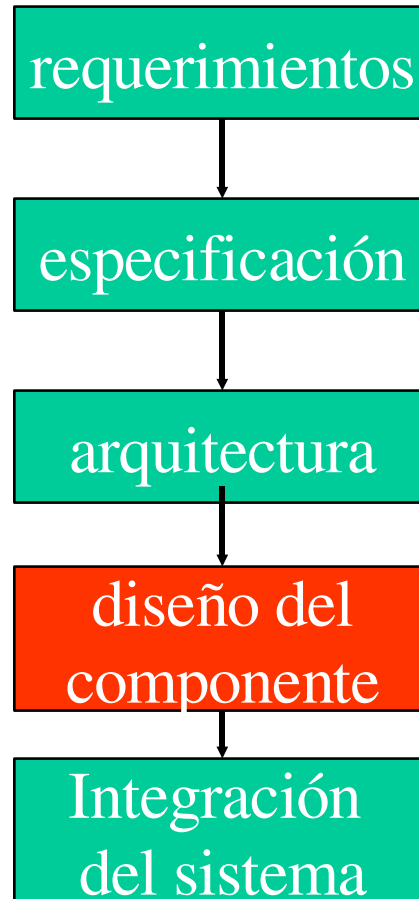 requerimientos
especificación
arquitectura
diseño del
componente
Integración
del sistema